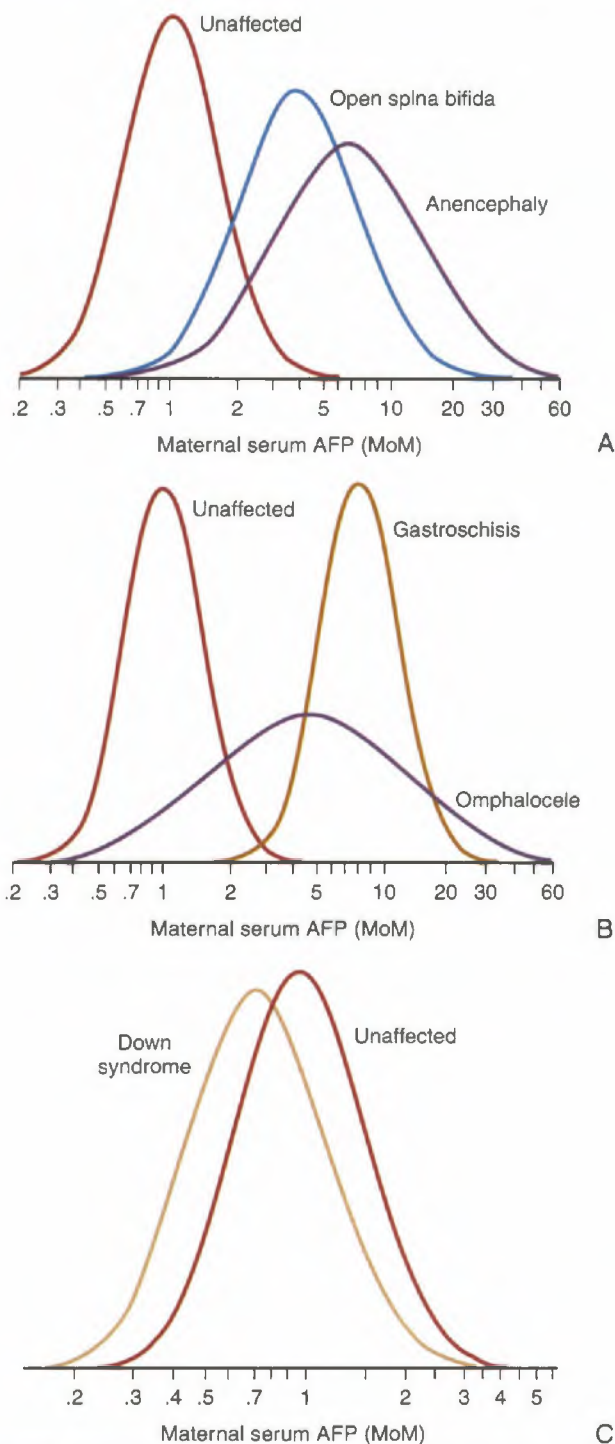 Unaffected
Open spina bifida
Anencephaly
.2 .3 .5 .7 1 2 5 10 20 30 60
Maternal serum AFP (MoM)
A
Unaffected
Gastroschisis
Omphalocele
.2 .3 .5 .7 1 2 5 10 20 30 60
Maternal serum AFP (MoM)
B
Down
syndrome
Unaffected
.2 .3 .4 .5 .7 1 2 3 4 5
Maternal serum AFP (MoM)
C